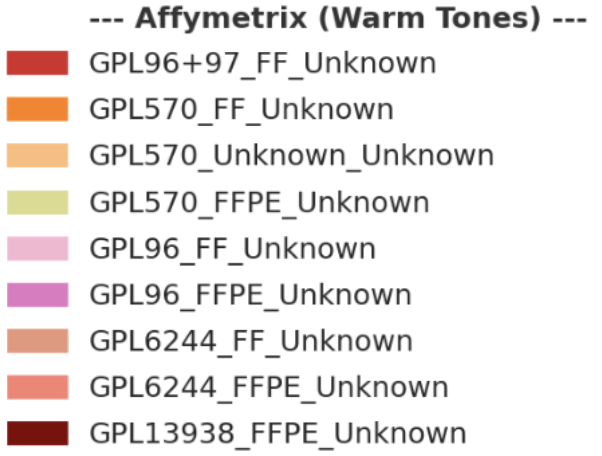 --- Affymetrix (Warm Tones) ---
GPL96+97_FF_Unknown
GPL570_FF_Unknown
GPL570_Unknown_Unknown
GPL570_FFPE_Unknown
GPL96_FF_Unknown
GPL96_FFPE_Unknown
GPL6244_FF_Unknown
GPL6244_FFPE_Unknown
GPL13938_FFPE_Unknown